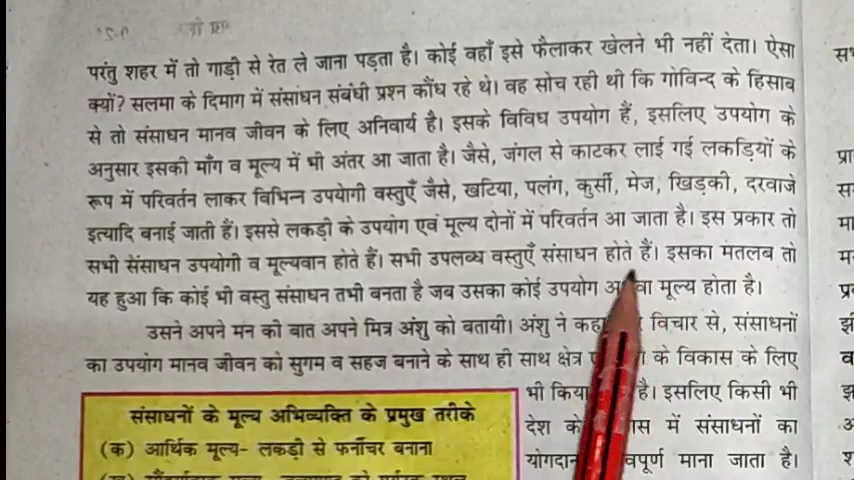 परंतु शहर में तो गाड़ी से रेत ले जाना पड़ता है। कोई वहाँ इसे फैलाकर खेलने भी नहीं देता। ऐसा
क्यों? सलमा के दिमाग में संसाधन संबंधी प्रश्न कौंध रहे थे। वह सोच रही थी कि गोविन्द के हिसाब
से तो संसाधन मानव जीवन के लिए अनिवार्य है। इसके विविध उपयोग हैं, इसलिए उपयोग के
अनुसार इसकी माँग व मूल्य में भी अंतर आ जाता है। जैसे, जंगल से काटकर लाई गई लकड़ियों के
रूप में परिवर्तन लाकर विभिन्न उपयोगी वस्तुएँ जैसे, खटिया, पलंग, कुर्सी, मेज, खिड़की, दरवाजे
इत्यादि बनाई जाती हैं। इससे लकड़ी के उपयोग एवं मूल्य दोनों में परिवर्तन आ जाता है। इस प्रकार तो
सभी संसाधन उपयोगी व मूल्यवान होते हैं। सभी उपलब्ध वस्तुएँ संसाधन होते हैं। इसका मतलब तो
यह हुआ कि कोई भी वस्तु संसाधन तभी बनता है जब उसका कोई उपयोग मूल्य होता है।
उसने अपने मन की बात अपने मित्र अंशु को बतायी। अंशु ने विचार से, संसाधनों
का उपयोग मानव जीवन को सुगम व सहज बनाने के साथ ही साथ क्षेत्र के विकास के लिए
भी किया है। इसलिए किसी भी
देश में संसाधनों का
माना जाता है।
संसाधनों के मूल्य अभिव्यक्ति के प्रमुख तरीके
(क) आर्थिक मूल्य- लकड़ी से फर्नीचर बनाना